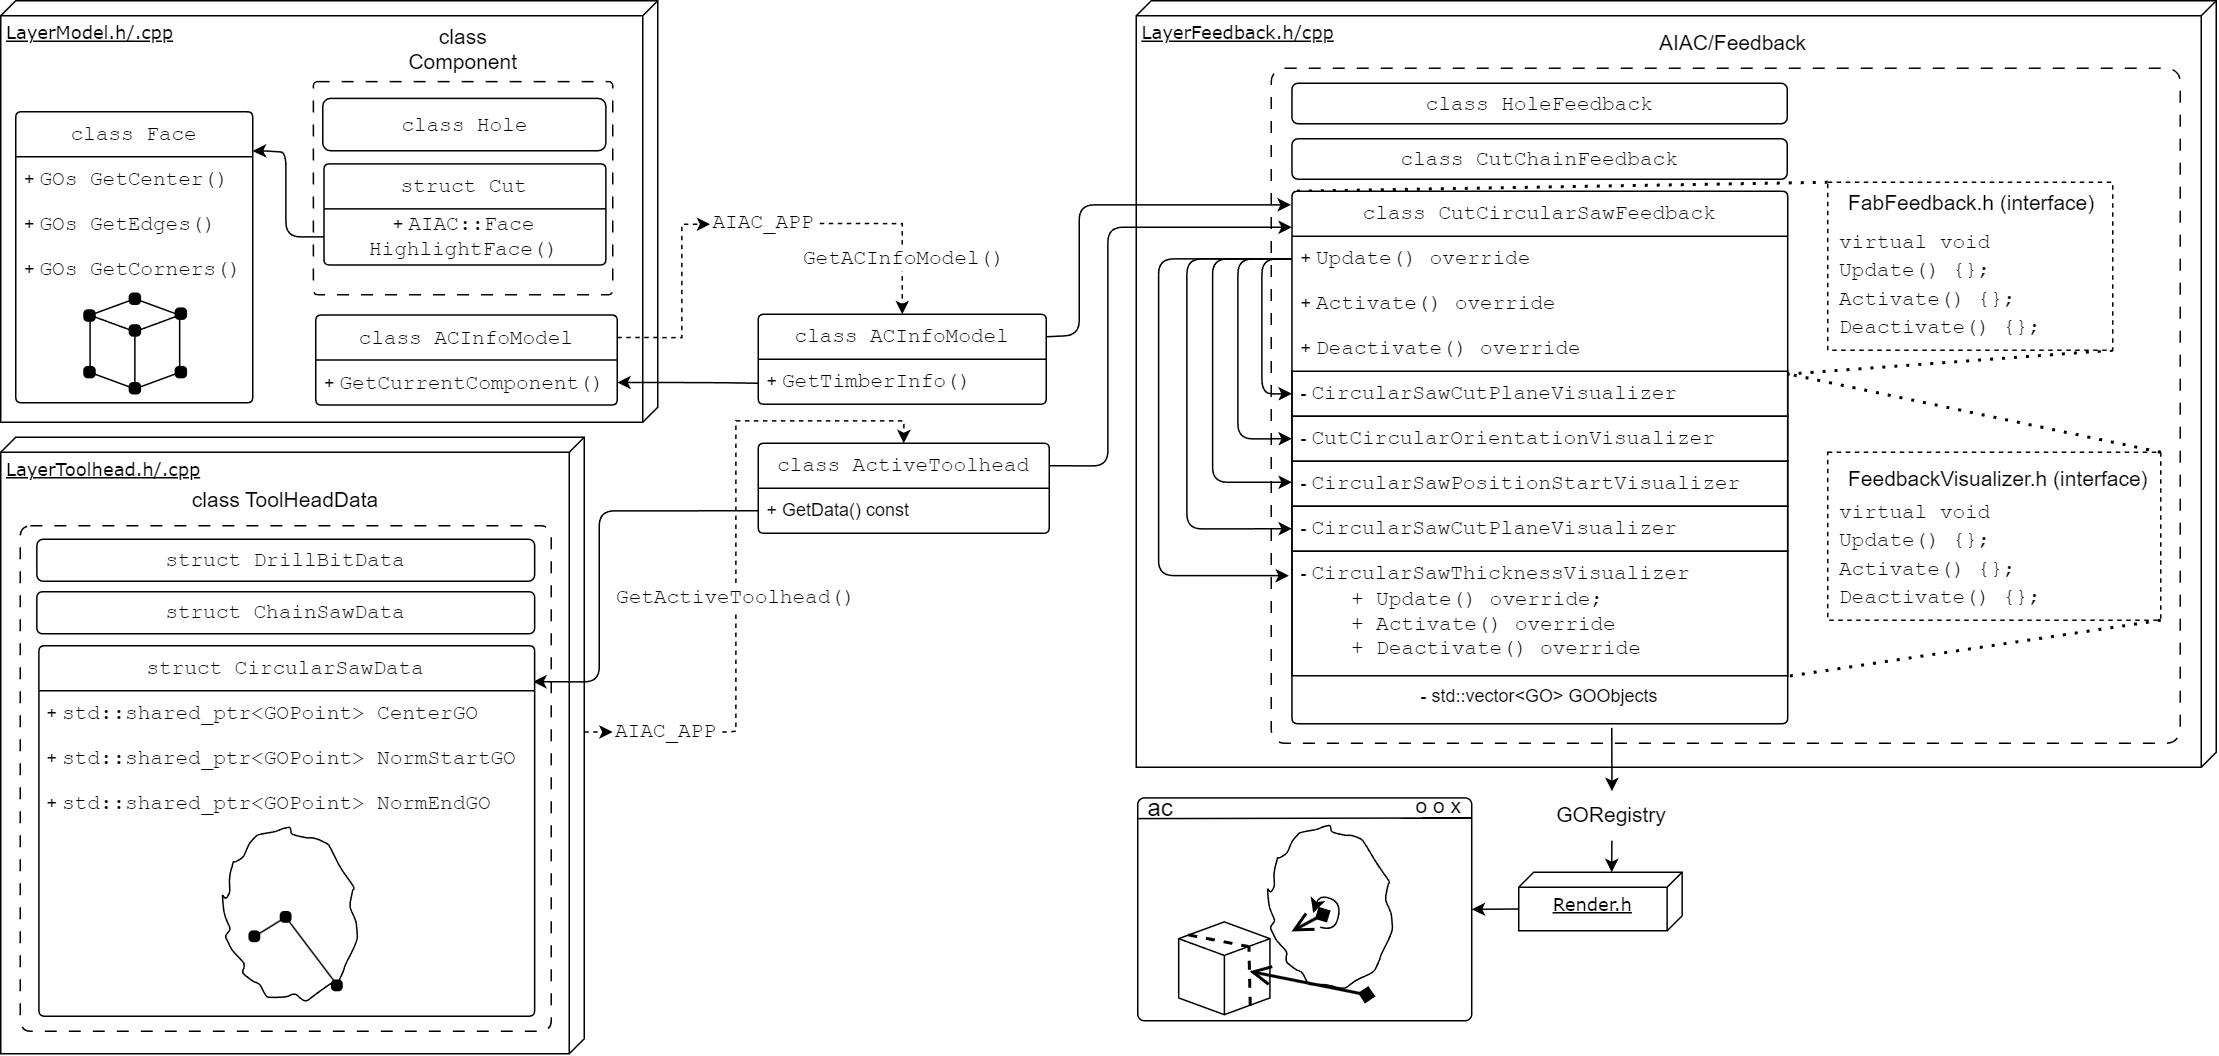 LayerModel.h/.cpp
class
Component
class Hole
struct Cut
+ AIAC::Face
HighlightFace()
class Face
+ GOs GetCenter()
+ GOs GetEdges()
+ GOs GetCorners()
class ACInfoModel
+ GetCurrentComponent()
AIAC_APP
GetACInfoModel()
class ACInfoModel
+ GetTimberInfo()
class ActiveToolhead
+ GetData() const
GetActiveToolhead()
AIAC_APP
LayerToolhead.h/.cpp
class ToolHeadData
struct DrillBitData
struct ChainSawData
struct CircularSawData
+ std::shared_ptr<GOPoint> CenterGO
+ std::shared_ptr<GOPoint> NormStartGO
+ std::shared_ptr<GOPoint> NormEndGO
LayerFeedback.h/cpp
AIAC/Feedback
class HoleFeedback
class CutChainFeedback
class CutCircularSawFeedback
+ Update() override
+ Activate() override
+ Deactivate() override
- CircularSawCutPlaneVisualizer
- CutCircularOrientationVisualizer
- CircularSawPositionStartVisualizer
- CircularSawCutPlaneVisualizer
- CircularSawThicknessVisualizer
+ Update() override;
+ Activate() override
+ Deactivate() override
- std::vector<GO> GOObjects
FabFeedback.h (interface)
virtual void
Update() {};
Activate() {};
Deactivate() {};
FeedbackVisualizer.h (interface)
virtual void
Update() {};
Activate() {};
Deactivate() {};
GORegistry
Render.h
ac
o o x